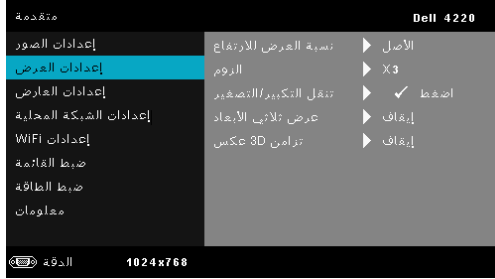 متقدمة
Dell 4220
إعدادات الصور
إعدادات العرض
إعدادات العارض
إعدادات الشبكة المحلية
إعدادات WiFi
ضبط القائمة
ضبط الطاقة
معلومات
نسبة العرض للارتفاع الأصل
الزوم X3
تنقل التكبير/التصغير اضغط ✓
عرض ثلاثي الأبعاد إيقاف
تزامن 3D عكس إيقاف
الدقة 1024x768